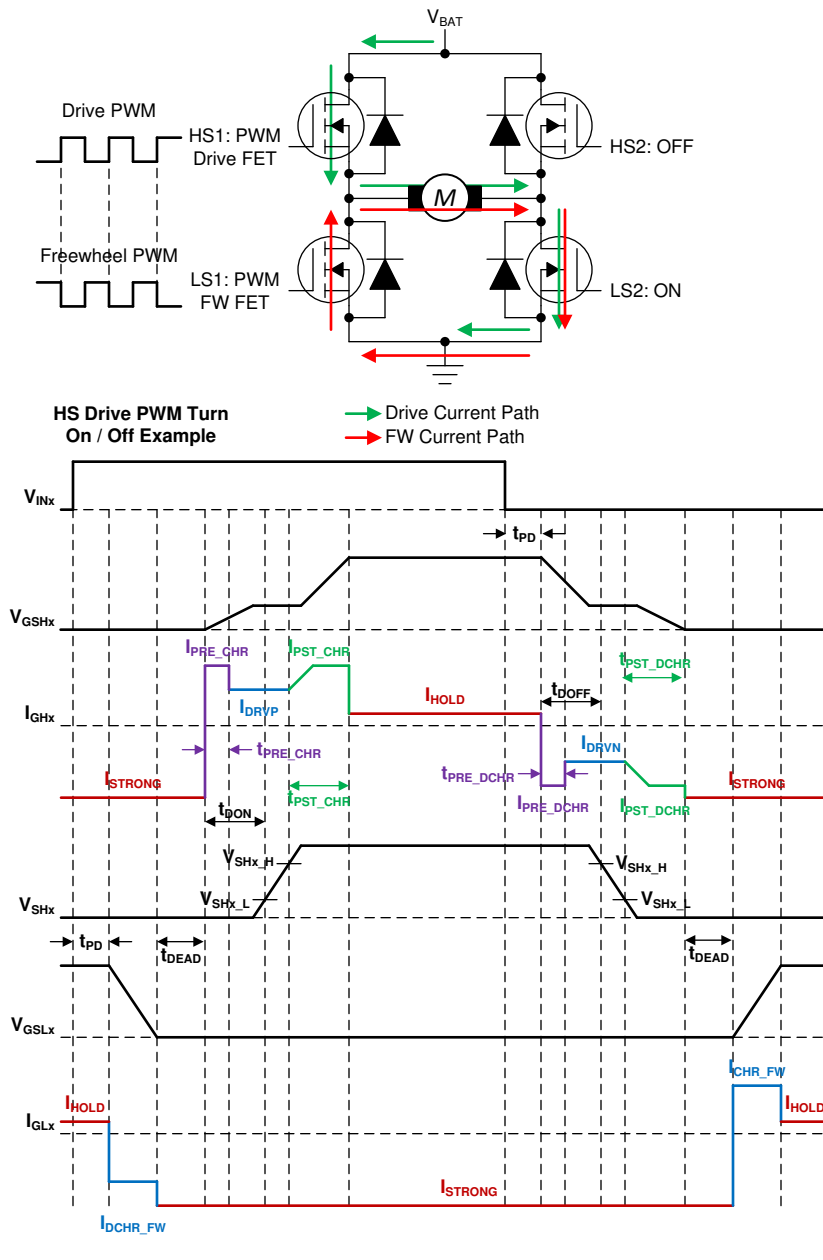 VBAT
Drive PWM
HS1: PWM
Drive FET
HS2: OFF
M
Freewheel PWM
LS1: PWM
FW FET
LS2: ON
HS Drive PWM Turn
On / Off Example
Drive Current Path
FW Current Path
VINx
tPD
VGSHx
IPRE_CHR
IPST_CHR
tPST_DCHR
IDRVP
IHOLD
tDOFF
IGHx
IDRVN
tPRE_CHR
tPRE_DCHR
ISTRONG
ISTRONG
tPST_CHR
IPRE_DCHR
IPST_DCHR
tDON
VSHx_H
VSHx_H
VSHx_L
VSHx_L
VSHx
tPD
tDEAD
tDEAD
VGSLx
ICHR_FW
IHOLD
IHOLD
IGLx
ISTRONG
IDCHR_FW